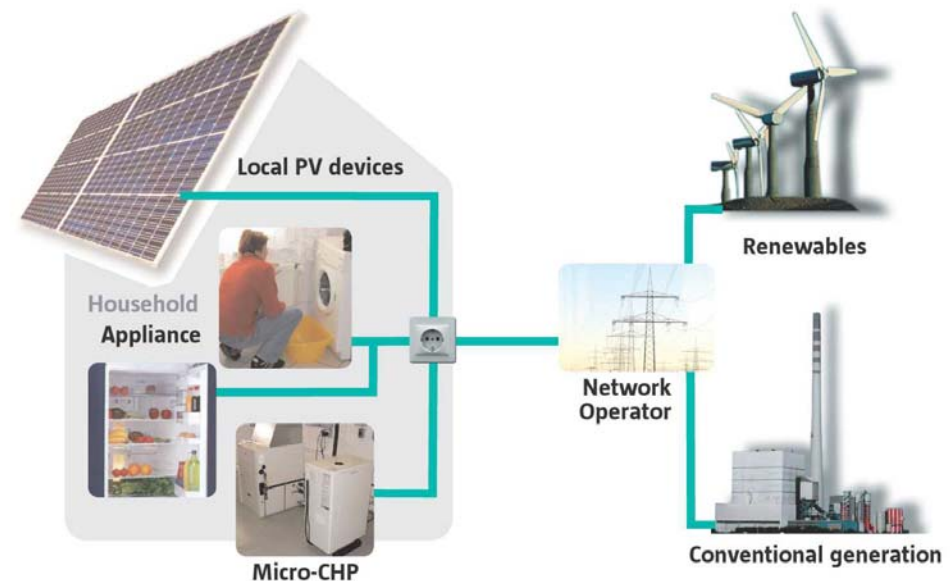 Local PV devices
Renewables
Household
Appliance
Network
Operator
Micro-CHP
Conventional generation